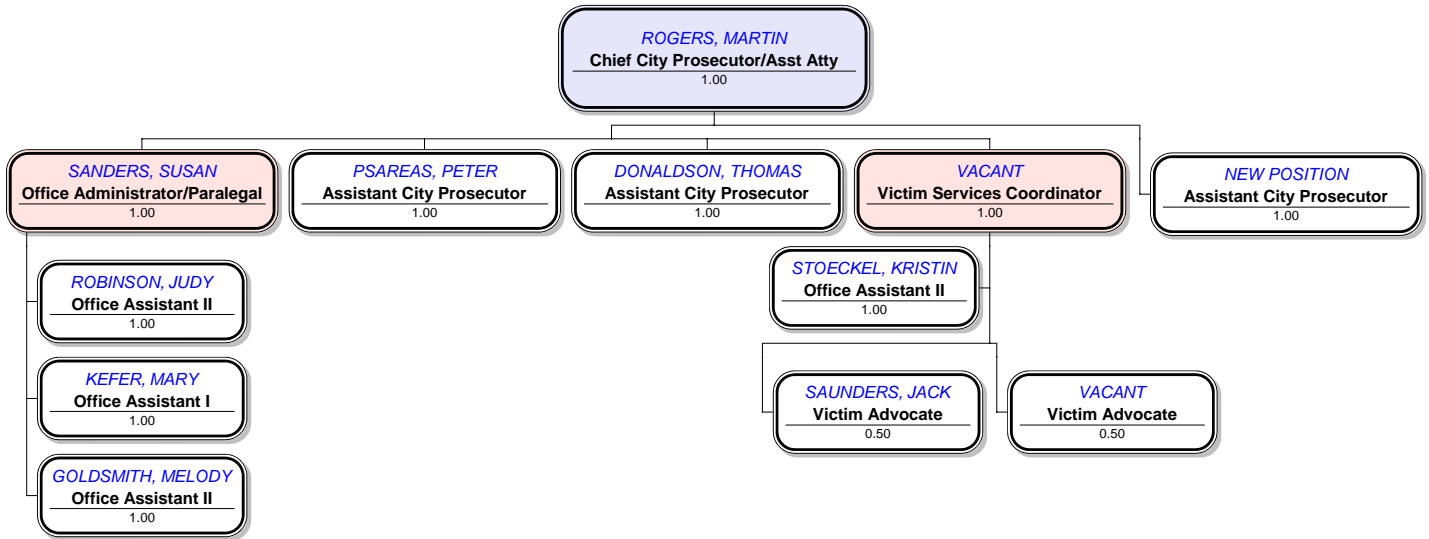 ROGERS, MARTIN
Chief City Prosecutor/Asst Atty
1.00
SANDERS, SUSAN
Office Administrator/Paralegal
1.00
PSAREAS, PETER
Assistant City Prosecutor
1.00
DONALDSON, THOMAS
Assistant City Prosecutor
1.00
VACANT
Victim Services Coordinator
1.00
NEW POSITION
Assistant City Prosecutor
1.00
ROBINSON, JUDY
Office Assistant II
1.00
KEFER, MARY
Office Assistant I
1.00
GOLDSMITH, MELODY
Office Assistant II
1.00
STOECKEL, KRISTIN
Office Assistant II
1.00
SAUNDERS, JACK
Victim Advocate
0.50
VACANT
Victim Advocate
0.50